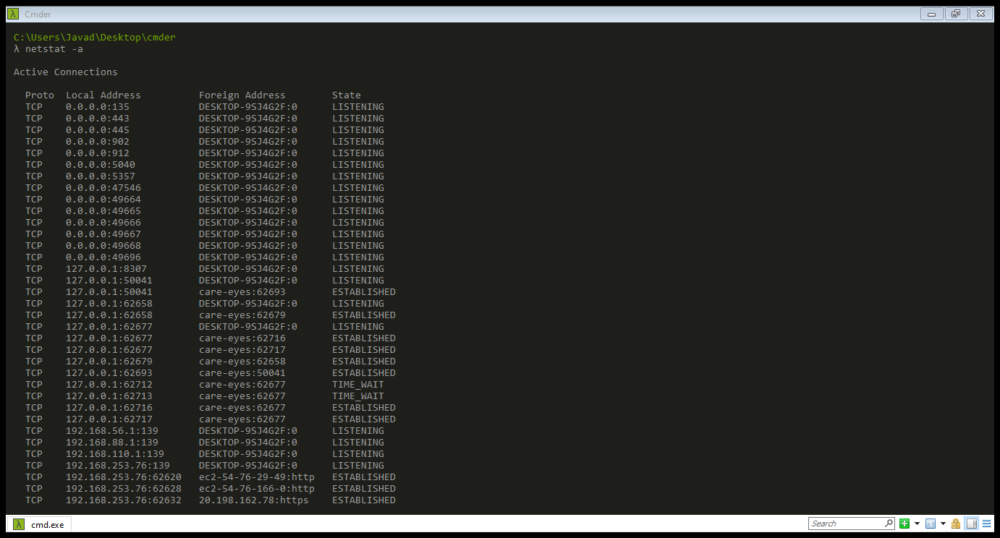 λ Cmder
C:\Users\Javad\Desktop\cmder
λ netstat -a
Active Connections
Proto  Local Address          Foreign Address        State
TCP    0.0.0.0:135            DESKTOP-9SJ4G2F:0      LISTENING
TCP    0.0.0.0:443            DESKTOP-9SJ4G2F:0      LISTENING
TCP    0.0.0.0:445            DESKTOP-9SJ4G2F:0      LISTENING
TCP    0.0.0.0:902            DESKTOP-9SJ4G2F:0      LISTENING
TCP    0.0.0.0:912            DESKTOP-9SJ4G2F:0      LISTENING
TCP    0.0.0.0:5040           DESKTOP-9SJ4G2F:0      LISTENING
TCP    0.0.0.0:5357           DESKTOP-9SJ4G2F:0      LISTENING
TCP    0.0.0.0:47546          DESKTOP-9SJ4G2F:0      LISTENING
TCP    0.0.0.0:49664          DESKTOP-9SJ4G2F:0      LISTENING
TCP    0.0.0.0:49665          DESKTOP-9SJ4G2F:0      LISTENING
TCP    0.0.0.0:49666          DESKTOP-9SJ4G2F:0      LISTENING
TCP    0.0.0.0:49667          DESKTOP-9SJ4G2F:0      LISTENING
TCP    0.0.0.0:49668          DESKTOP-9SJ4G2F:0      LISTENING
TCP    0.0.0.0:49696          DESKTOP-9SJ4G2F:0      LISTENING
TCP    127.0.0.1:8307         DESKTOP-9SJ4G2F:0      LISTENING
TCP    127.0.0.1:50041        DESKTOP-9SJ4G2F:0      LISTENING
TCP    127.0.0.1:50041        care-eyes:62693        ESTABLISHED
TCP    127.0.0.1:62658        DESKTOP-9SJ4G2F:0      LISTENING
TCP    127.0.0.1:62658        care-eyes:62679        ESTABLISHED
TCP    127.0.0.1:62677        DESKTOP-9SJ4G2F:0      LISTENING
TCP    127.0.0.1:62677        care-eyes:62716        ESTABLISHED
TCP    127.0.0.1:62677        care-eyes:62717        ESTABLISHED
TCP    127.0.0.1:62679        care-eyes:62658        ESTABLISHED
TCP    127.0.0.1:62693        care-eyes:50041        ESTABLISHED
TCP    127.0.0.1:62712        care-eyes:62677        TIME_WAIT
TCP    127.0.0.1:62713        care-eyes:62677        TIME_WAIT
TCP    127.0.0.1:62716        care-eyes:62677        ESTABLISHED
TCP    127.0.0.1:62717        care-eyes:62677        ESTABLISHED
TCP    192.168.56.1:139       DESKTOP-9SJ4G2F:0      LISTENING
TCP    192.168.88.1:139       DESKTOP-9SJ4G2F:0      LISTENING
TCP    192.168.110.1:139      DESKTOP-9SJ4G2F:0      LISTENING
TCP    192.168.253.76:139     DESKTOP-9SJ4G2F:0      LISTENING
TCP    192.168.253.76:62620   ec2-54-76-29-49:http   ESTABLISHED
TCP    192.168.253.76:62628   ec2-54-76-166-0:http   ESTABLISHED
TCP    192.168.253.76:62632   20.198.162.78:https    ESTABLISHED
λ cmd.exe
Search